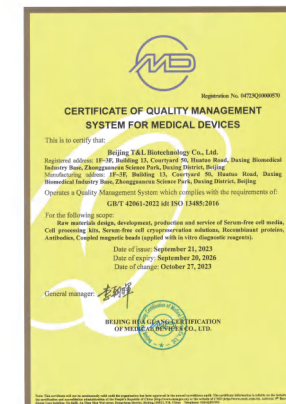 Registration No. 04723Q10000570
CERTIFICATE OF QUALITY MANAGEMENT
SYSTEM FOR MEDICAL DEVICES
This is to certify that:
Beijing T&L Biotechnology Co., Ltd.
Registered address: 1F-3F, Building 13, Courtyard 50, Huatuo Road, Daxing Biomedical
Industry Base, Zhongguancun Science Park, Daxing District, Beijing
Manufacturing address: 1F-3F, Building 13, Courtyard 50, Huatuo Road, Daxing
Biomedical Industry Base, Zhongguancun Science Park, Daxing District, Beijing
Operates a Quality Management System which complies with the requirements of:
GB/T 42061-2022 idt ISO 13485:2016
For the following scope:
Raw materials design, development, production and service of Serum-free cell media,
Cell processing kits, Serum-free cell cryopreservation solutions, Recombinant proteins,
Antibodies, Coupled magnetic beads (applied with in vitro diagnostic reagents).
Date of issue: September 21, 2023
Date of expiry: September 20, 2026
Date of change: October 27, 2023
General manager:
BEIJING HUA GUANG CERTIFICATION
OF MEDICAL DEVICES CO., LTD.